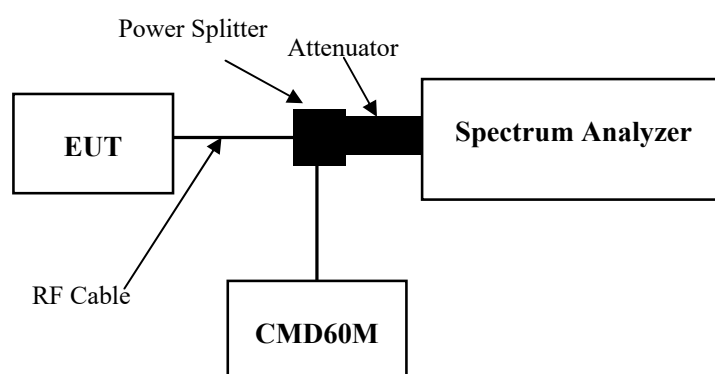 Power Splitter
Attenuator
EUT
Spectrum Analyzer
RF Cable
CMD60M